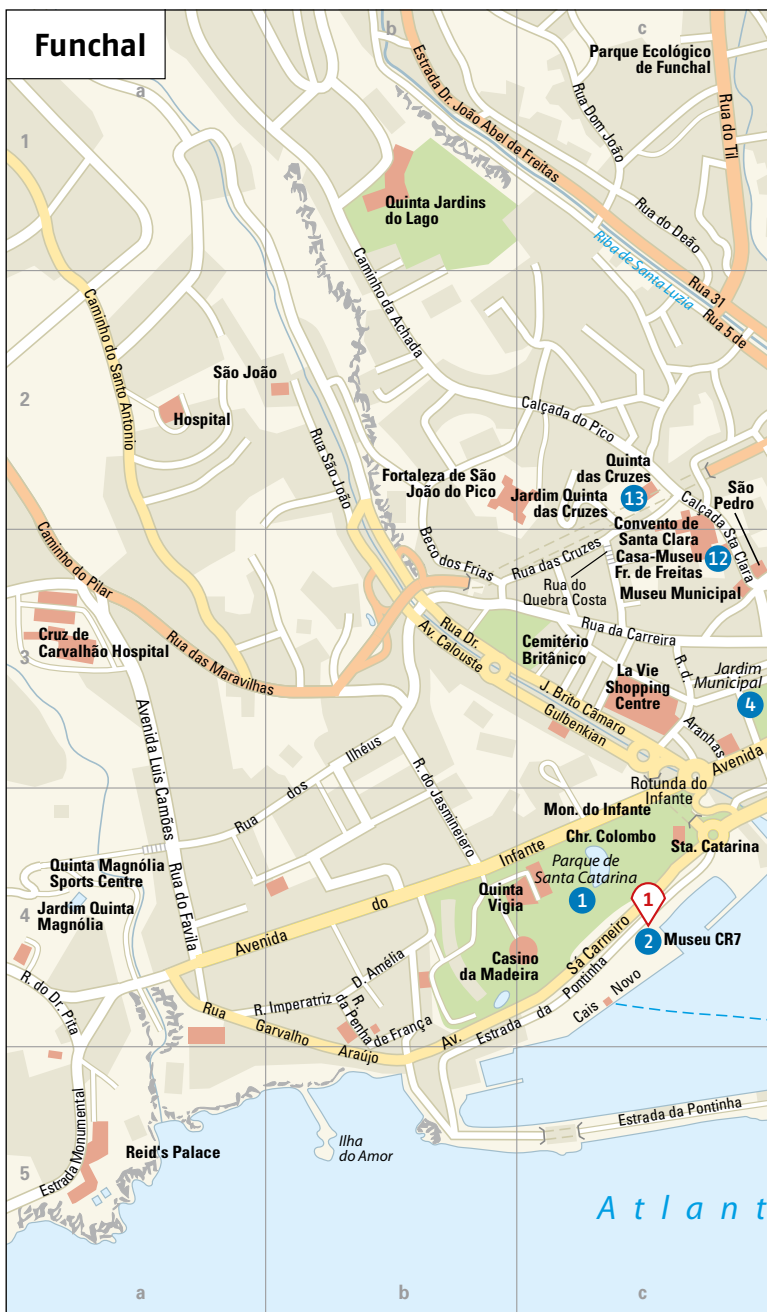 Funchal
a
b
c
1
Parque Ecológico
de Funchal
Estrada Dr. João Abel de Freitas
Rua Dom João
Rua do Til
Quinta Jardins
do Lago
Rua do Deão
Riba de Santa Luzia
Rua 31
Rua 5 de
Caminho da Achada
Caminho do Santo Antonio
2
São João
Hospital
Rua São João
Calçada do Pico
Quinta
das Cruzes
13
Fortaleza de São
João do Pico
Jardim Quinta
das Cruzes
São
Pedro
Calçada Sta Clara
Convento de
Santa Clara
Casa-Museu
Fr. de Freitas
12
Museu Municipal
Beco dos Frias
Rua das Cruzes
Rua do
Quebra Costa
Caminho do Pilar
3
Cruz de
Carvalhão Hospital
Rua das Maravilhas
Rua Dr.
J. Brito Câmaro
Av. Calouste
Gulbenkian
Cemitério
Britânico
Rua da Carreira
La Vie
Shopping
Centre
R. d.
Aranhas
Jardim
Municipal
4
Avenida
Rotunda do
Infante
Avenida Luis Camões
Rua dos Ilhéus
R. do Jasmineiero
Mon. do Infante
Chr. Colombo
Sta. Catarina
Quinta Magnólia
Sports Centre
Jardim Quinta
Magnólia
4
Rua do Favila
Avenida do Infante
Quinta
Vigia
Parque de
Santa Catarina
1
1
2
Museu CR7
Casino
da Madeira
Av. Sá Carneiro
Estrada da Pontinha
Cais Novo
R. do Dr. Pita
D. Amélia
R. Imperatriz
R.
da Penha
de França
Rua Garvalho Araújo
Estrada da Pontinha
Estrada Monumental
5
Reid's Palace
Ilha
do Amor
Atlant
a
b
c